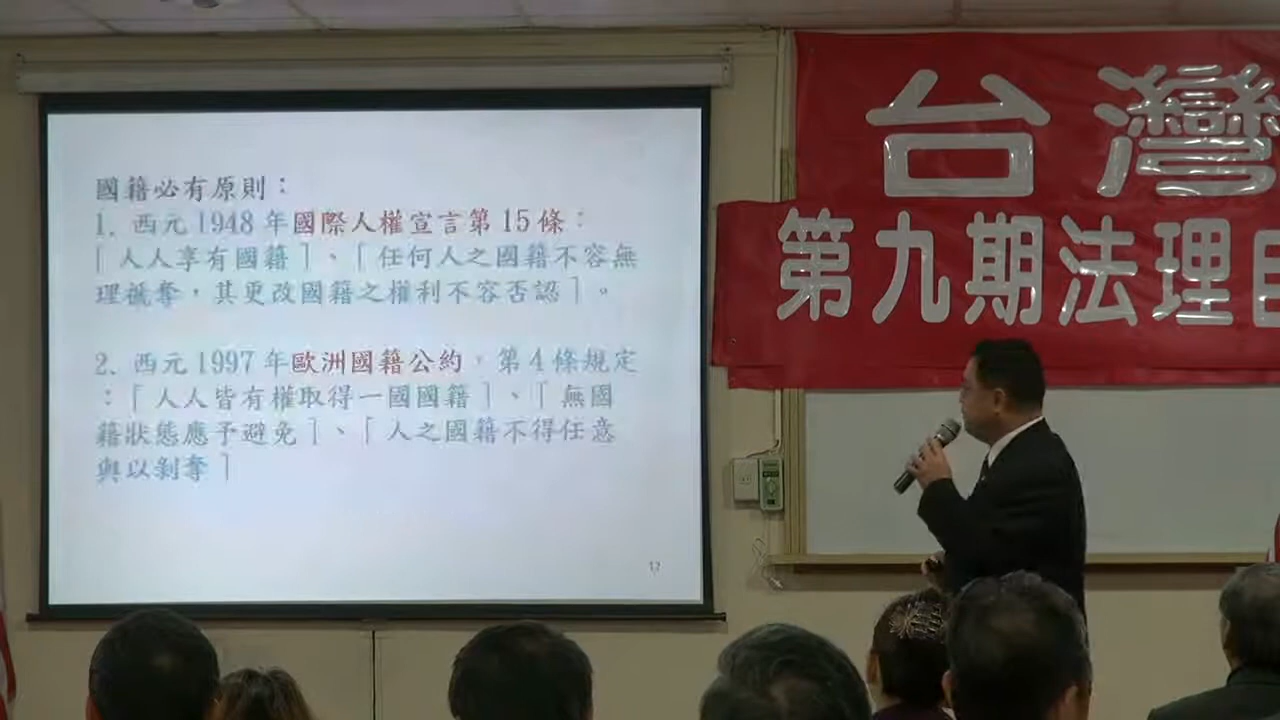 國籍必有原則：
1. 西元 1948 年國際人權宣言第 15 條：
「人人享有國籍」、「任何人之國籍不容無
理褫奪，其更改國籍之權利不容否認」。
2. 西元 1997 年歐洲國籍公約，第 4 條規定
：「人人皆有權取得一國國籍」、「無國
籍狀態應予避免」、「人之國籍不得任意
與以剝奪」
台灣
第九期法理